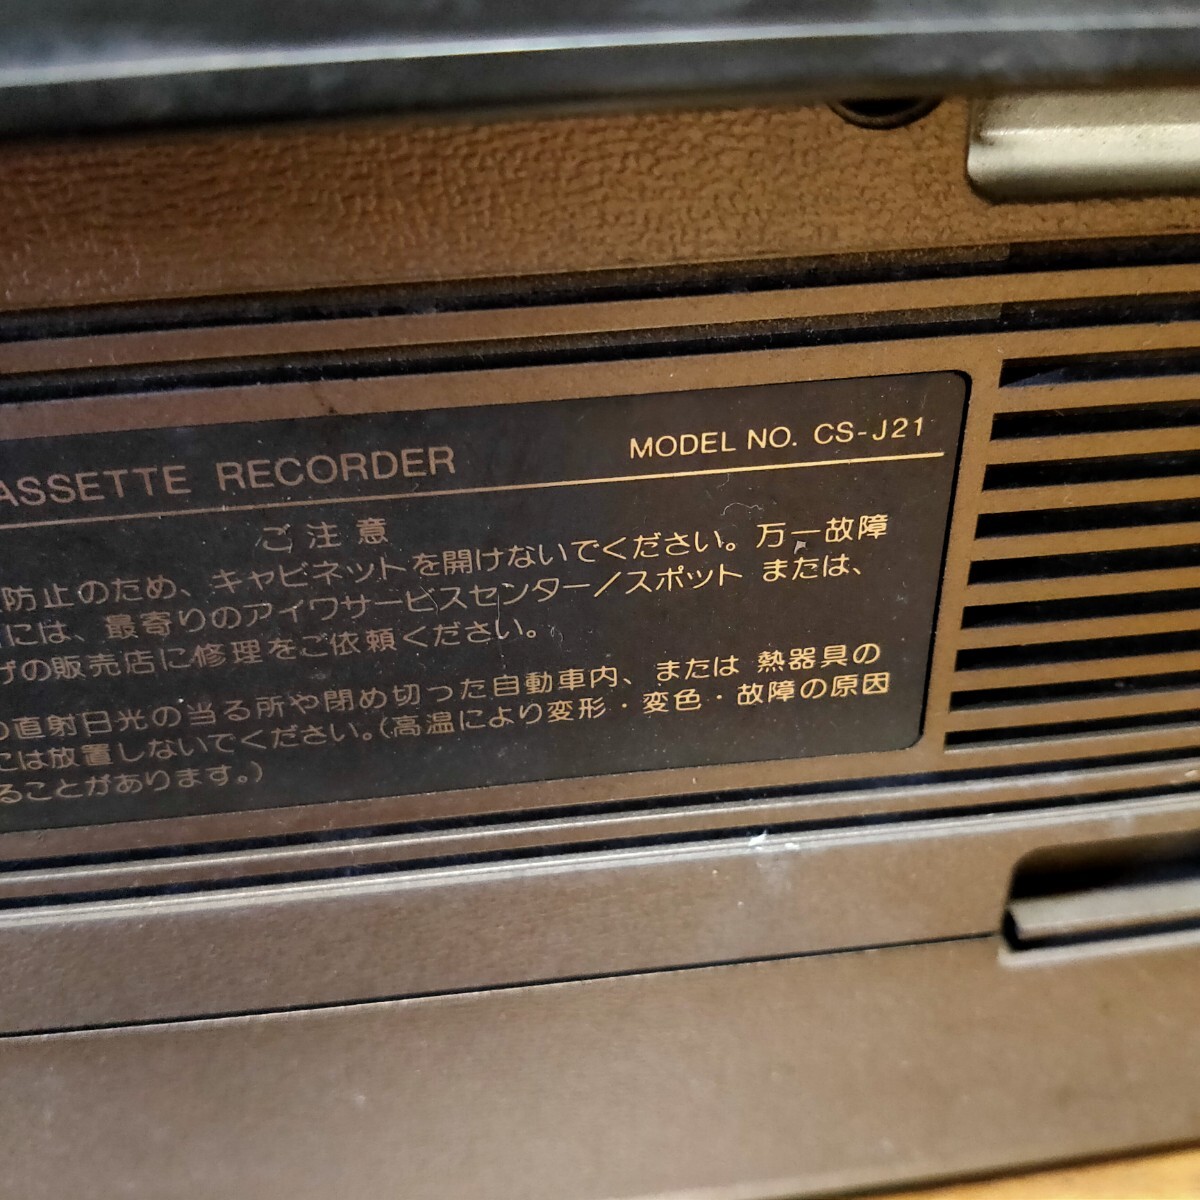 ASSETTE RECORDER MODEL NO. CS-J21
ご注意
防止のため、キャビネットを開けないでください。万一故障
には、最寄りのアイワサービスセンター/スポット または、
げの販売店に修理をご依頼ください。
の直射日光の当る所や閉め切った自動車内、または 熱器具の
には放置しないでください。(高温により変形・変色・故障の原因
ることがあります。)